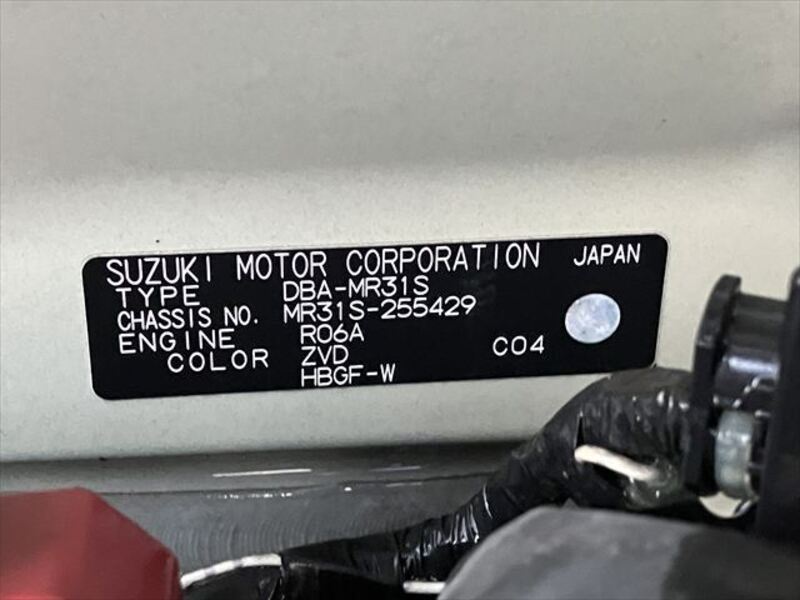 SUZUKI MOTOR CORPORATION JAPAN
TYPE DBA-MR31S
CHASSIS NO. MR31S-255429
ENGINE R06A
COLOR ZVD C04
HBGF-W